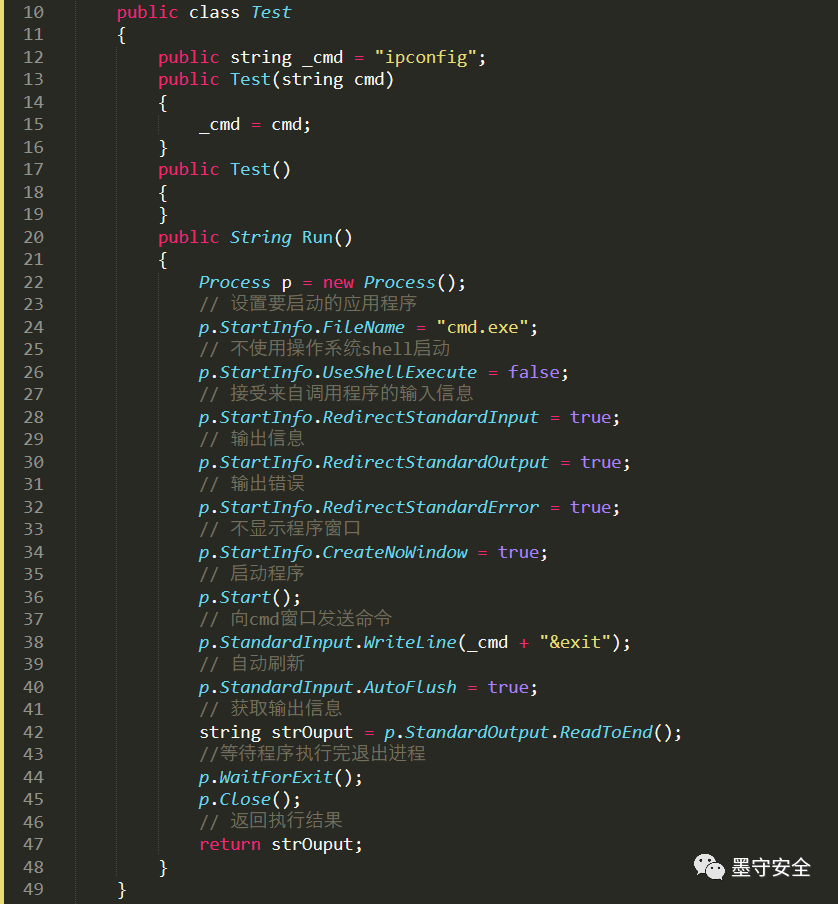 10 public class Test
11 {
12 public string _cmd = "ipconfig";
13 public Test(string cmd)
14 {
15 _cmd = cmd;
16 }
17 public Test()
18 {
19 }
20 public String Run()
21 {
22 Process p = new Process();
23 // 设置要启动的应用程序
24 p.StartInfo.FileName = "cmd.exe";
25 // 不使用操作系统shell启动
26 p.StartInfo.UseShellExecute = false;
27 // 接受来自调用程序的输入信息
28 p.StartInfo.RedirectStandardInput = true;
29 // 输出信息
30 p.StartInfo.RedirectStandardOutput = true;
31 // 输出错误
32 p.StartInfo.RedirectStandardError = true;
33 // 不显示程序窗口
34 p.StartInfo.CreateNoWindow = true;
35 // 启动程序
36 p.Start();
37 // 向cmd窗口发送命令
38 p.StandardInput.WriteLine(_cmd + "&exit");
39 // 自动刷新
40 p.StandardInput.AutoFlush = true;
41 // 获取输出信息
42 string strOuput = p.StandardOutput.ReadToEnd();
43 //等待程序执行完退出进程
44 p.WaitForExit();
45 p.Close();
46 // 返回执行结果
47 return strOuput;
48 }
49 }
墨守安全